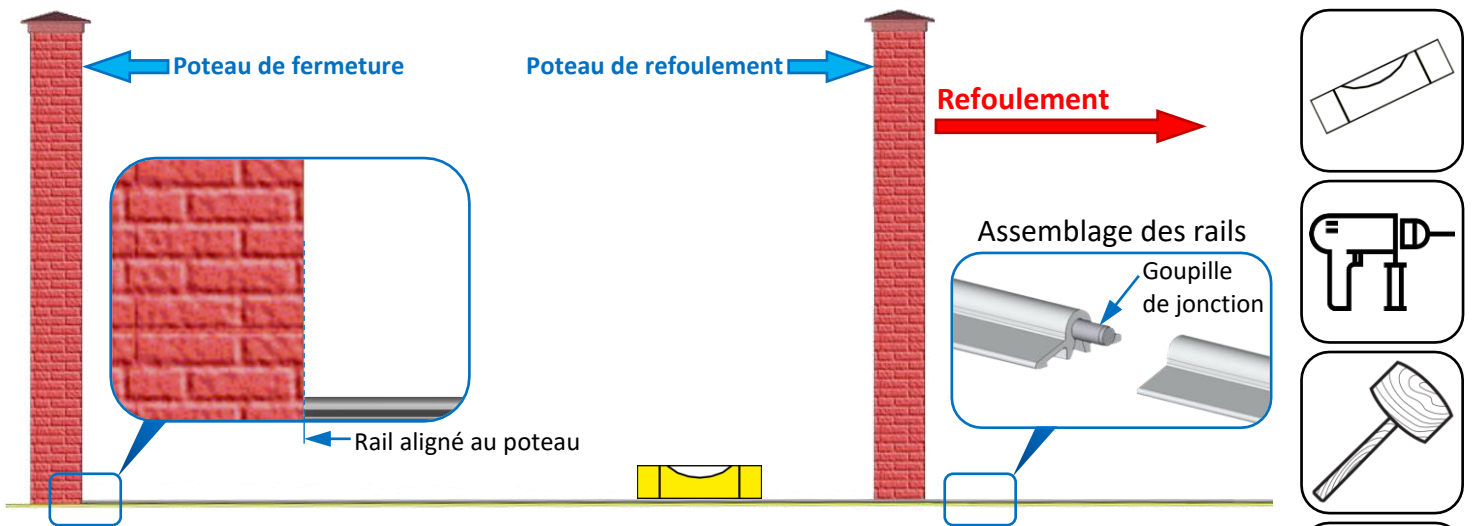 Poteau de fermeture
Poteau de refoulement
Refoulement
Assemblage des rails
Goupille
de jonction
Rail aligné au poteau